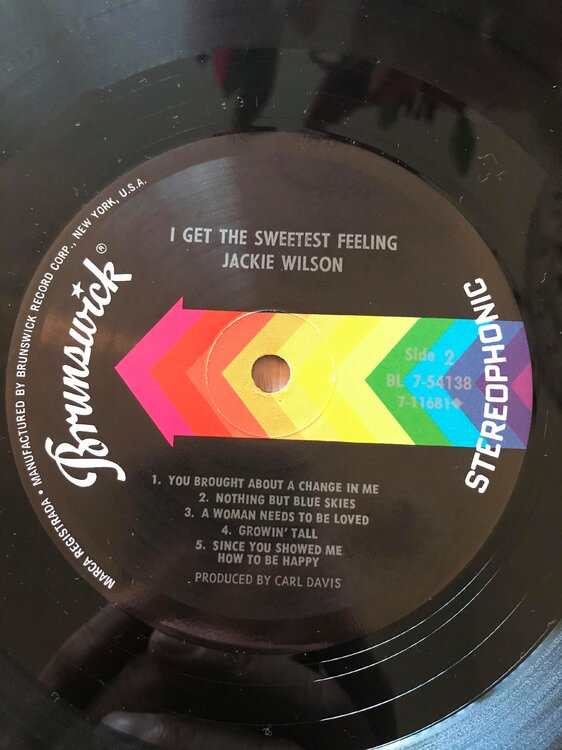 I GET THE SWEETEST FEELING
JACKIE WILSON
MARCA REGISTRADA • MANUFACTURED BY BRUNSWICK RECORD CORP., NEW YORK, U.S.A.
Brunswick®
Side 2
BL 7-54138
7-11681✦
STEREOPHONIC
1. YOU BROUGHT ABOUT A CHANGE IN ME
2. NOTHING BUT BLUE SKIES
3. A WOMAN NEEDS TO BE LOVED
4. GROWIN' TALL
5. SINCE YOU SHOWED ME
HOW TO BE HAPPY
PRODUCED BY CARL DAVIS